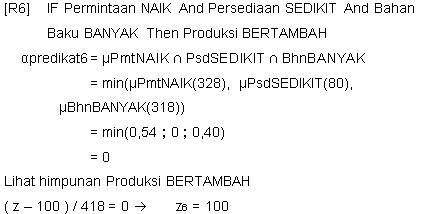 [R6] IF Permintaan NAIK And Persediaan SEDIKIT And Bahan
Baku BANYAK Then Produksi BERTAMBAH
αpredikat6 = µPmtNAIK ∩ PsdSEDIKIT ∩ BhnBANYAK
= min(µPmtNAIK(328), µPsdSEDIKIT(80),
µBhnBANYAK(318))
= min(0,54 ; 0 ; 0,40)
= 0
Lihat himpunan Produksi BERTAMBAH
( z – 100 ) / 418 = 0 → z₆ = 100